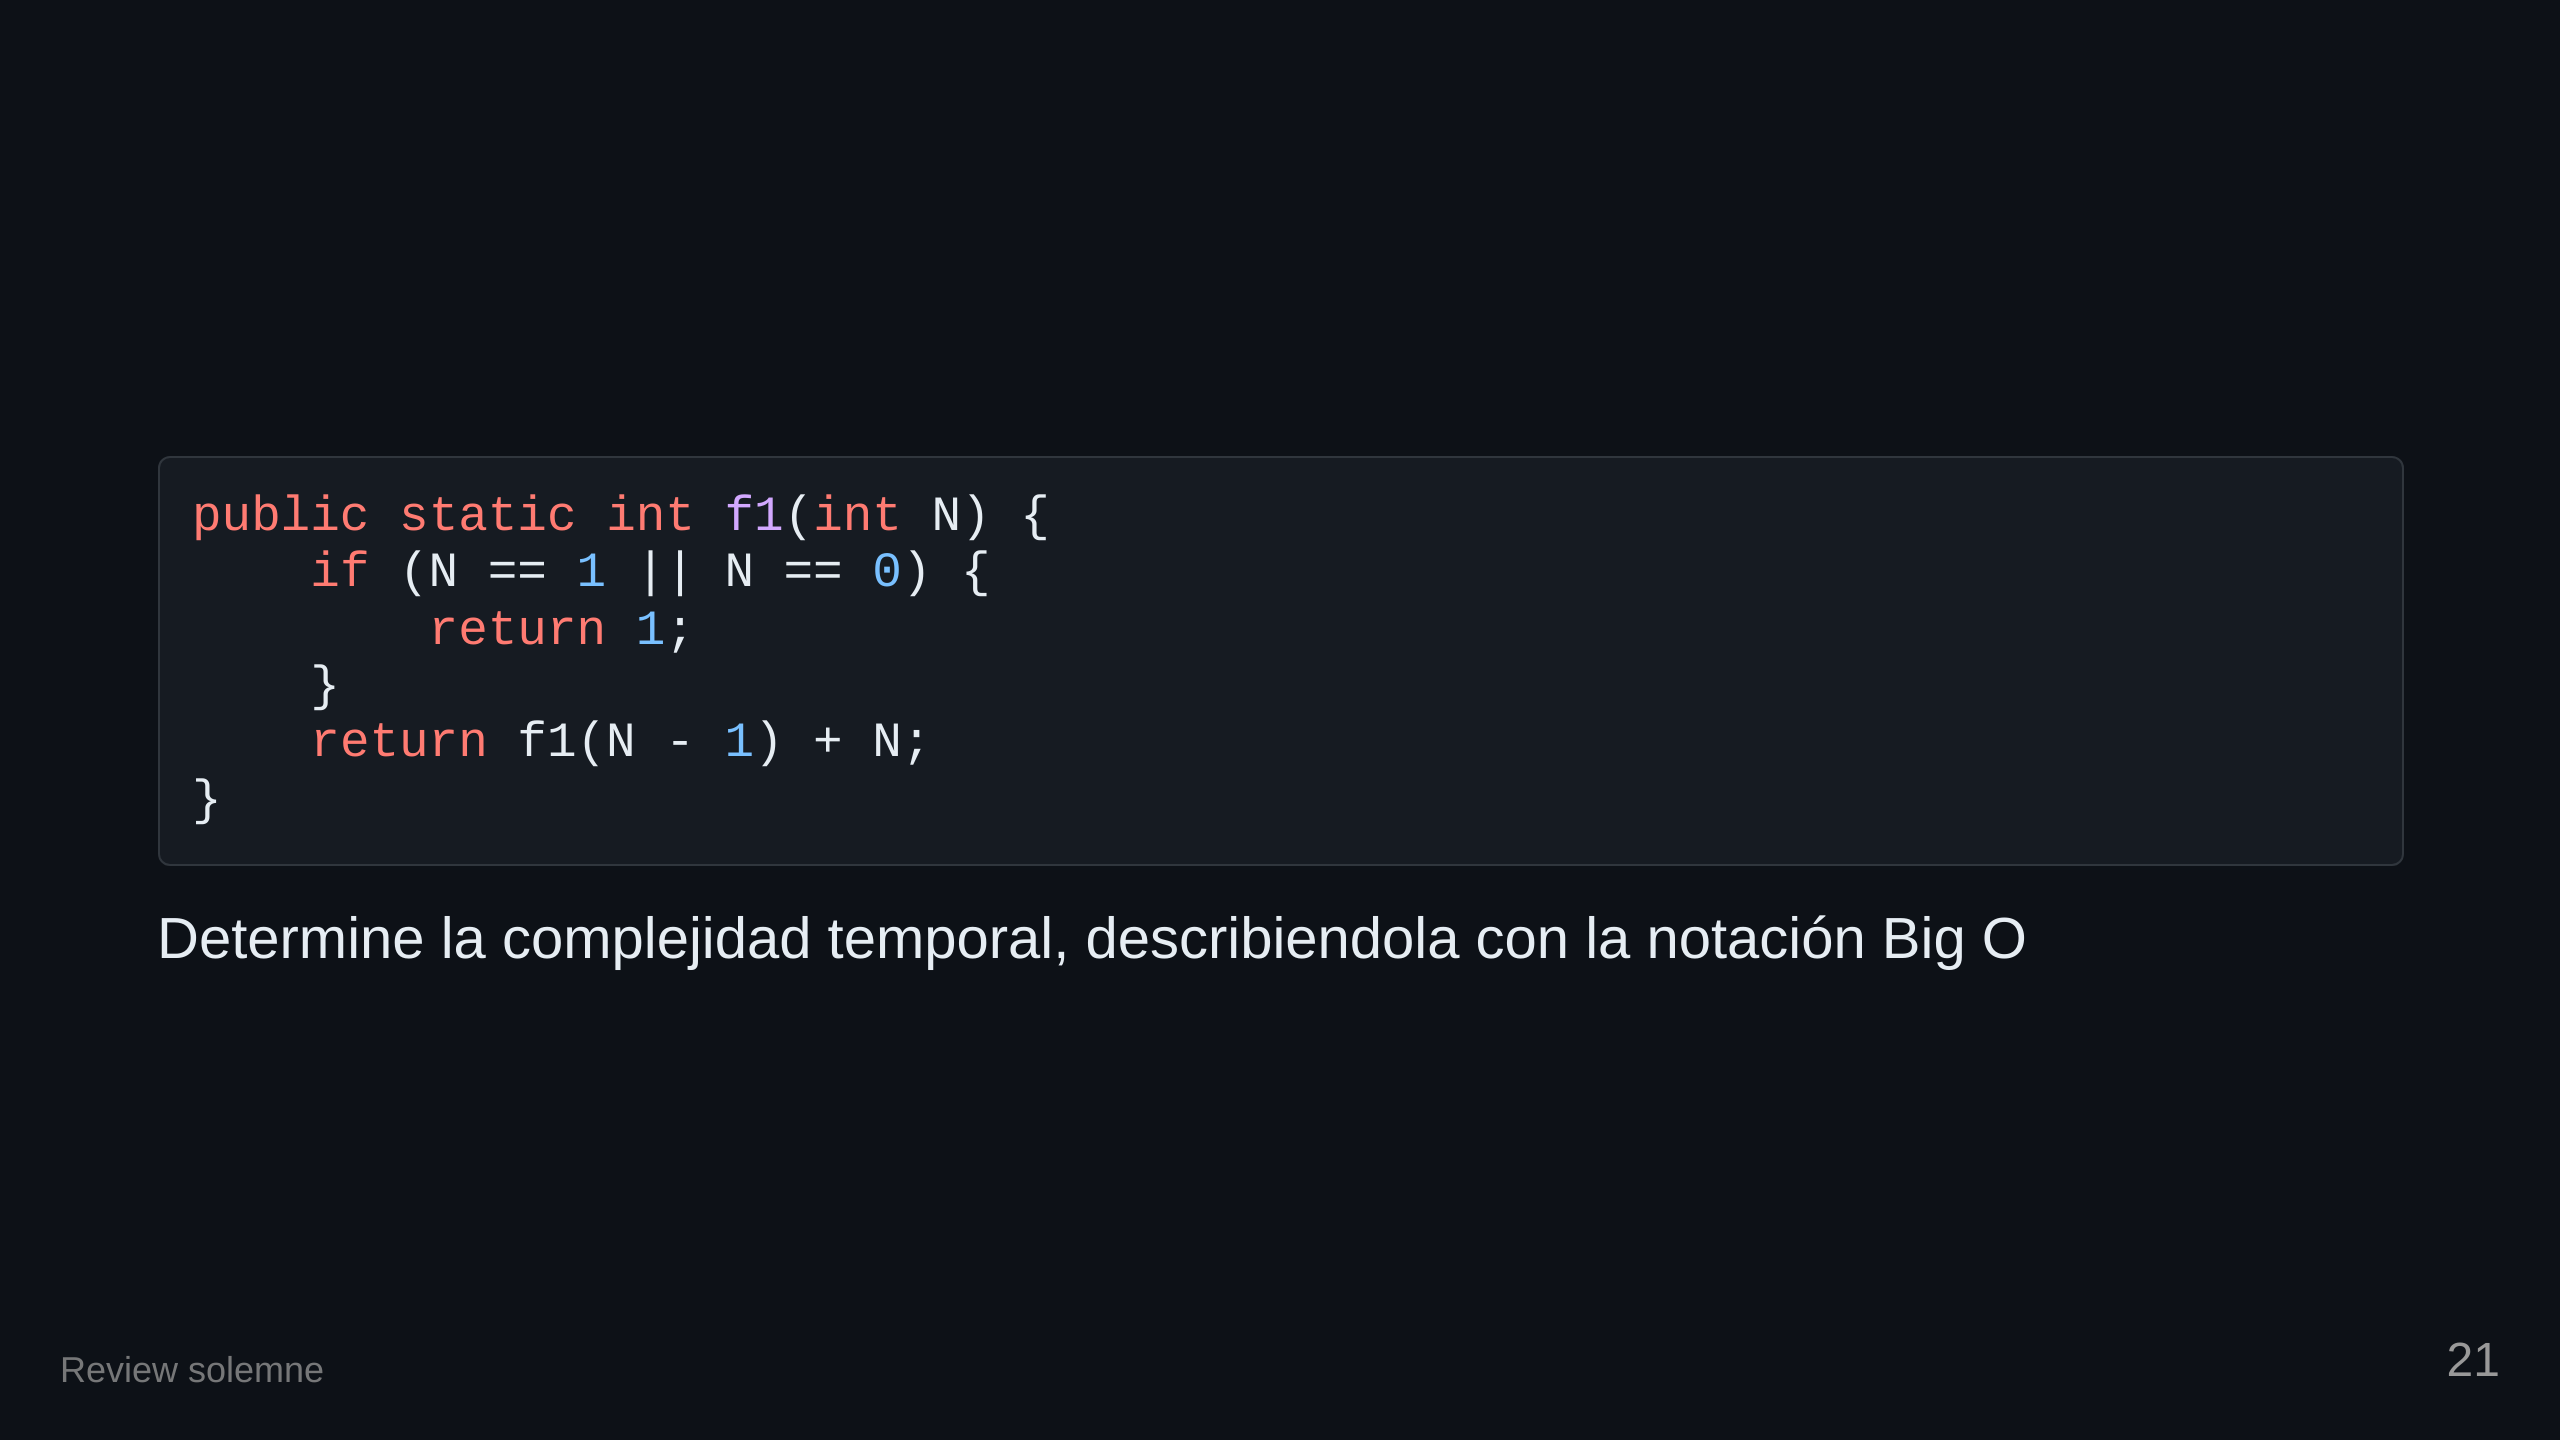 public static int f1(int N) {
    if (N == 1 || N == 0) {
        return 1;
    }
    return f1(N - 1) + N;
}
Determine la complejidad temporal, describiendola con la notación Big O
Review solemne
21